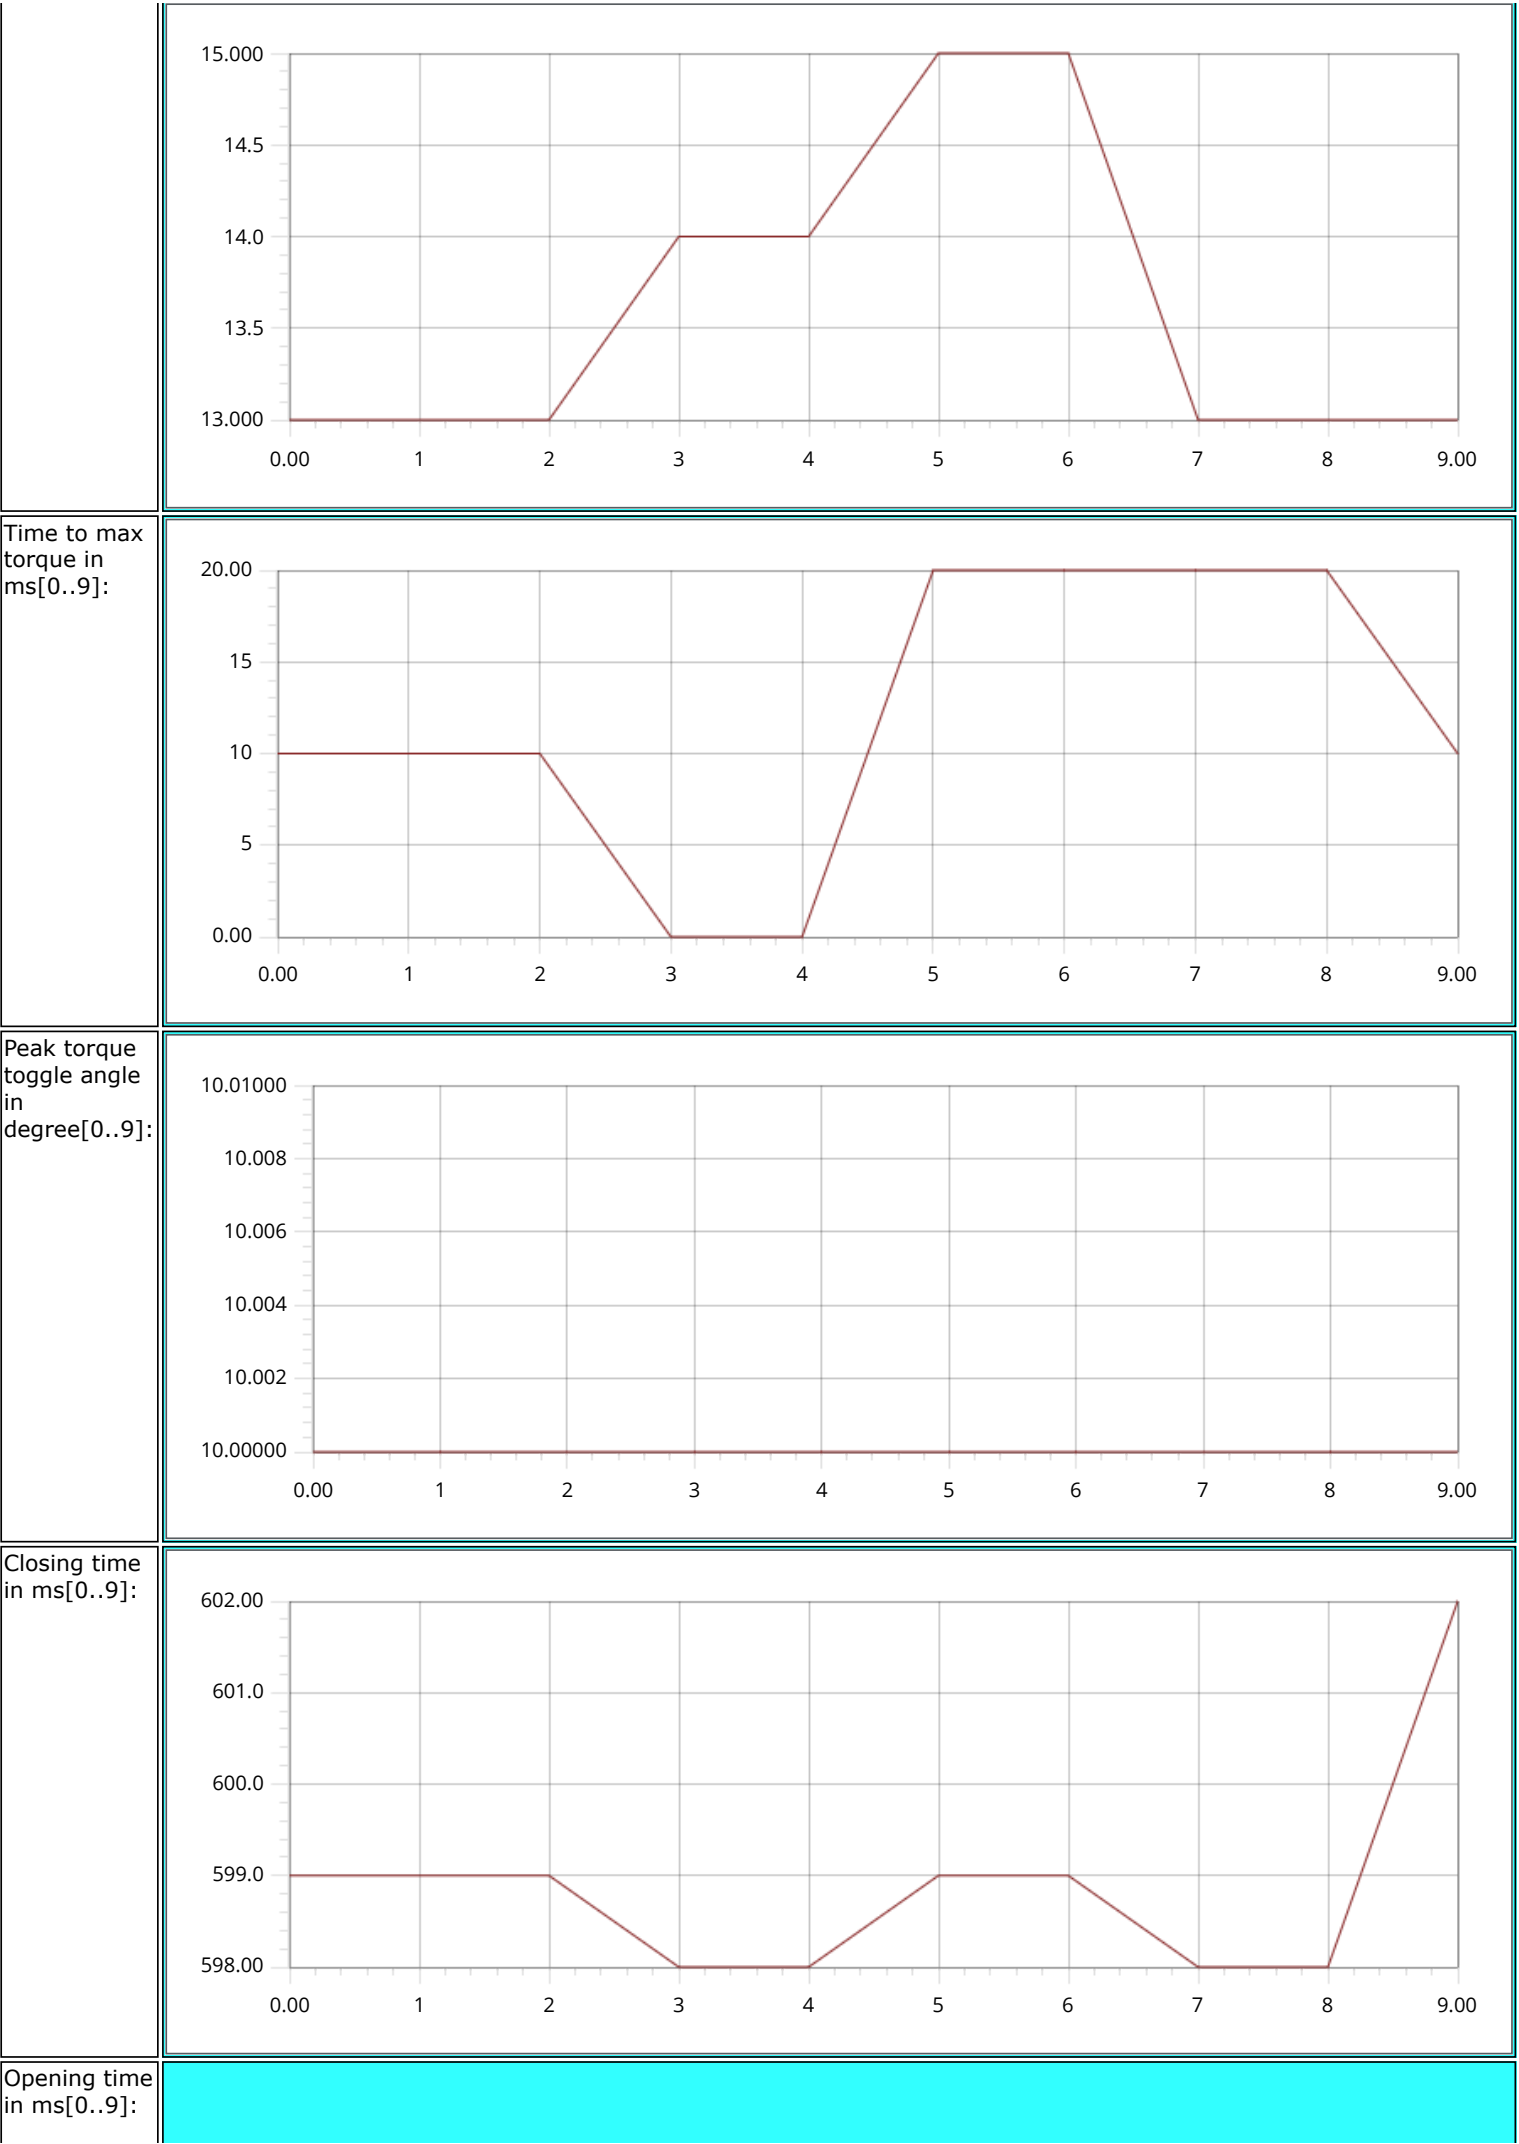 15.000
14.5
14.0
13.5
13.000
0.00 1 2 3 4 5 6 7 8 9.00
Time to max
torque in
ms[0..9]:
20.00
15
10
5
0.00
0.00 1 2 3 4 5 6 7 8 9.00
Peak torque
toggle angle
in
degree[0..9]:
10.01000
10.008
10.006
10.004
10.002
10.00000
0.00 1 2 3 4 5 6 7 8 9.00
Closing time
in ms[0..9]:
602.00
601.0
600.0
599.0
598.00
0.00 1 2 3 4 5 6 7 8 9.00
Opening time
in ms[0..9]: